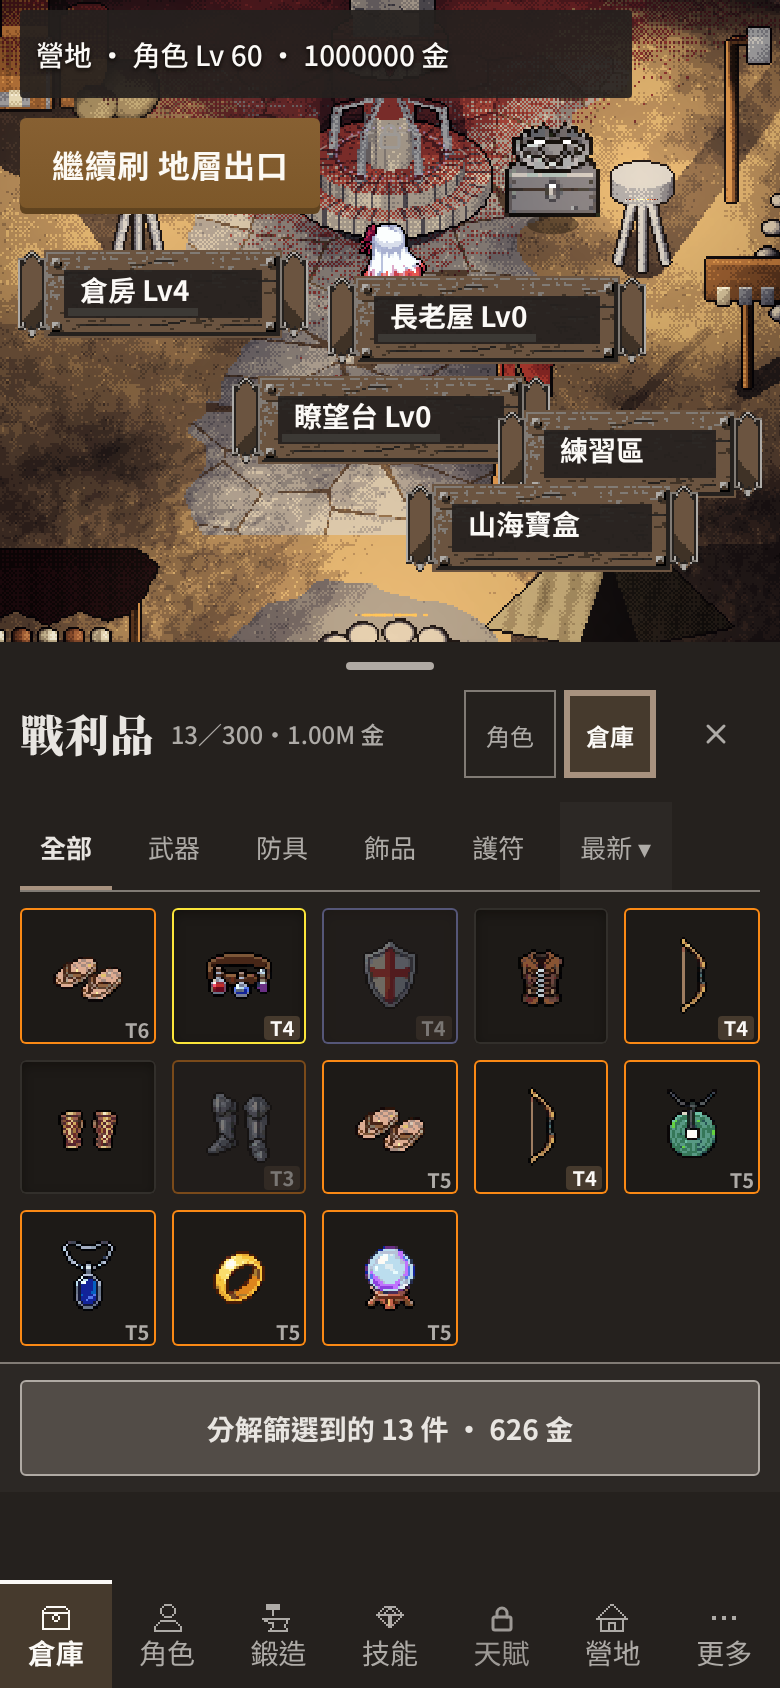 營地 · 角色 Lv 60 · 1000000 金
繼續刷 地層出口
倉房 Lv4
長老屋 Lv0
瞭望台 Lv0
練習區
山海寶盒
戰利品 13／300・1.00M 金
角色
倉庫
×
全部
武器
防具
飾品
護符
最新 ▾
T6
T4
T4
T4
T3
T5
T4
T5
T5
T5
T5
分解篩選到的 13 件 · 626 金
倉庫
角色
鍛造
技能
天賦
營地
更多